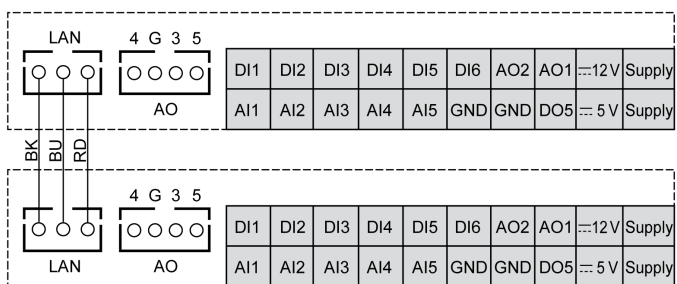 LAN 4 G 3 5
DI1 DI2 DI3 DI4 DI5 DI6 AO2 AO1 ⎓12 V Supply
AO AI1 AI2 AI3 AI4 AI5 GND GND DO5 ⎓ 5 V Supply
BK BU RD
4 G 3 5
DI1 DI2 DI3 DI4 DI5 DI6 AO2 AO1 ⎓12 V Supply
LAN AO AI1 AI2 AI3 AI4 AI5 GND GND DO5 ⎓ 5 V Supply